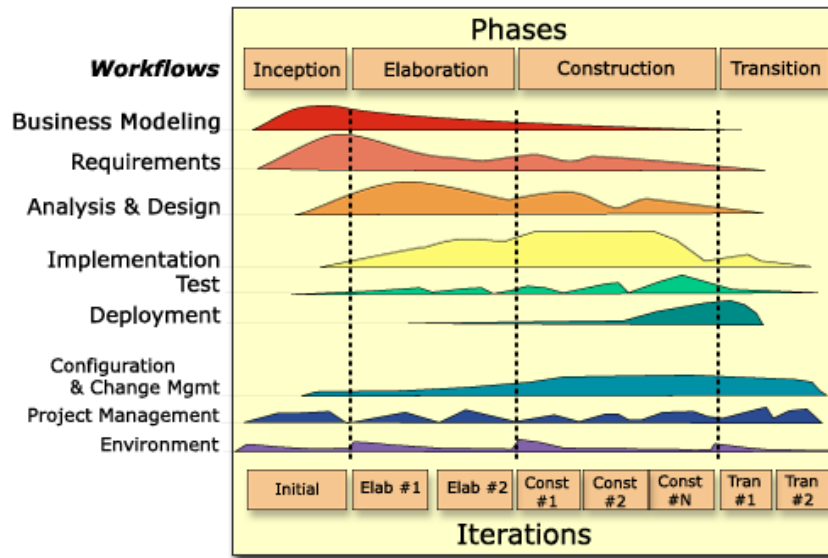 Phases
Workflows
Inception
Elaboration
Construction
Transition
Business Modeling
Requirements
Analysis & Design
Implementation
Test
Deployment
Configuration
& Change Mgmt
Project Management
Environment
Initial
Elab #1
Elab #2
Const
#1
Const
#2
Const
#N
Tran
#1
Tran
#2
Iterations